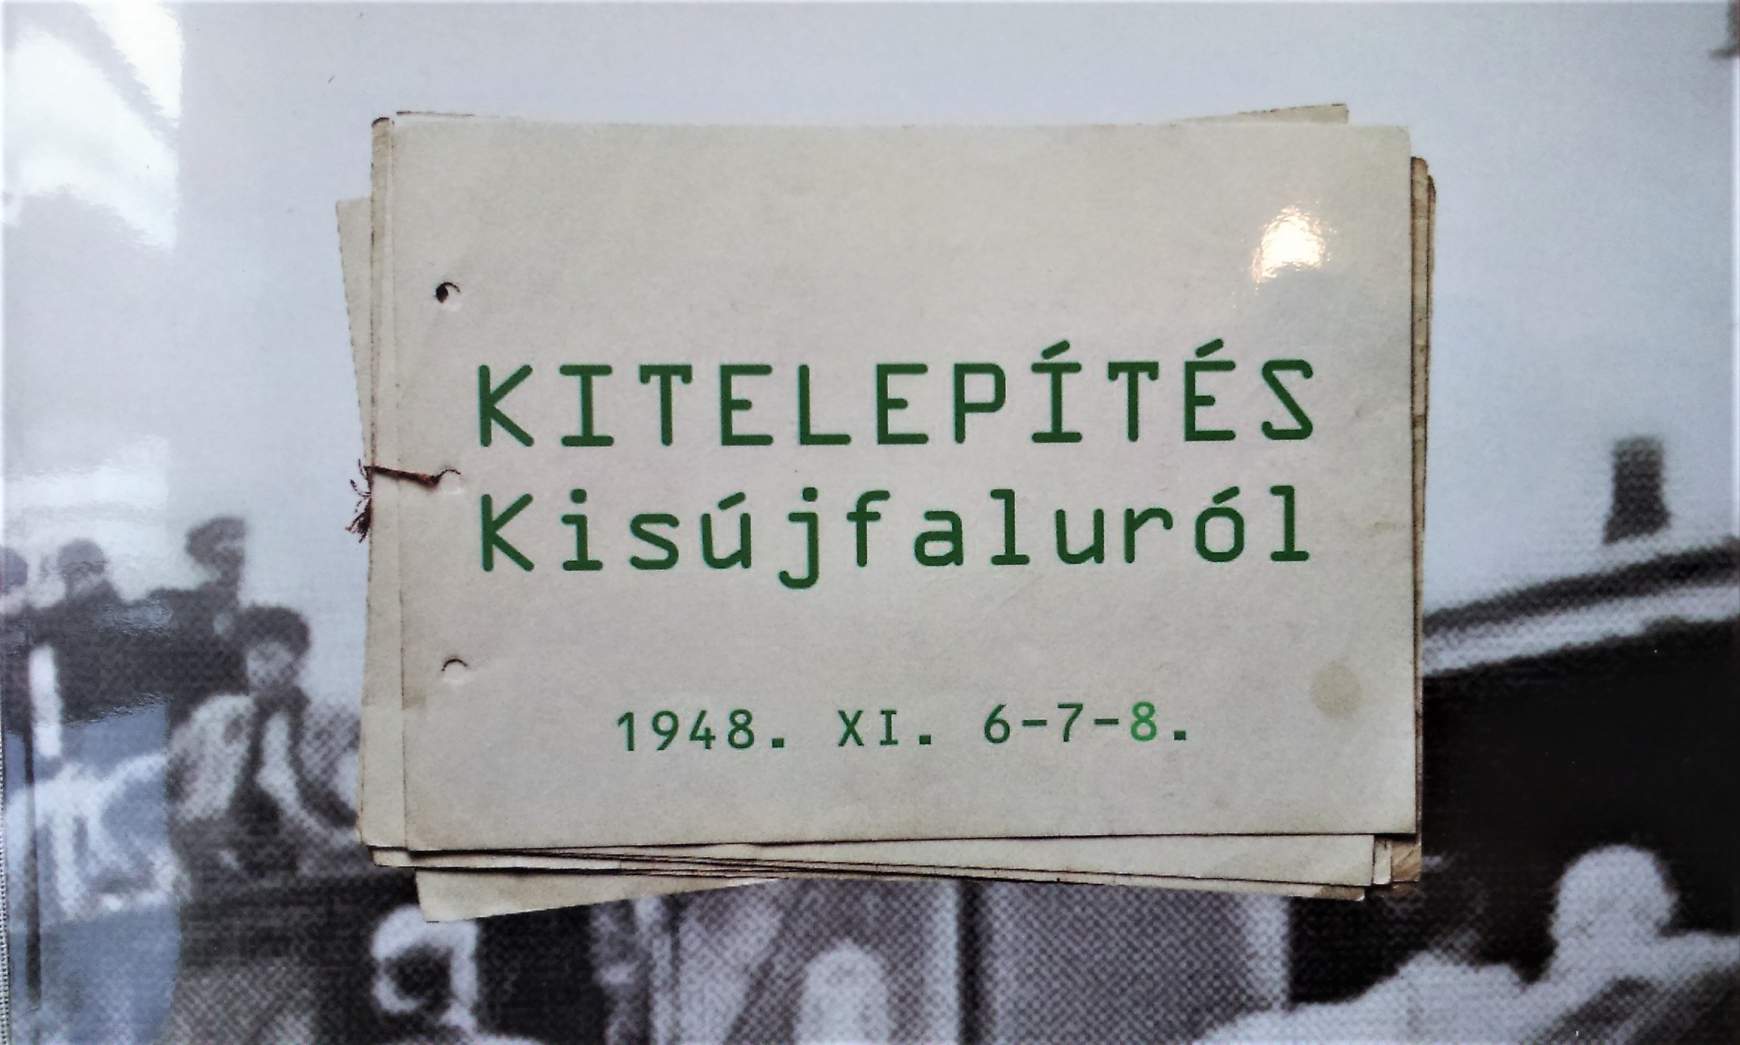 KITELEPÍTÉS
Kisújfaluról
1948. XI. 6-7-8.